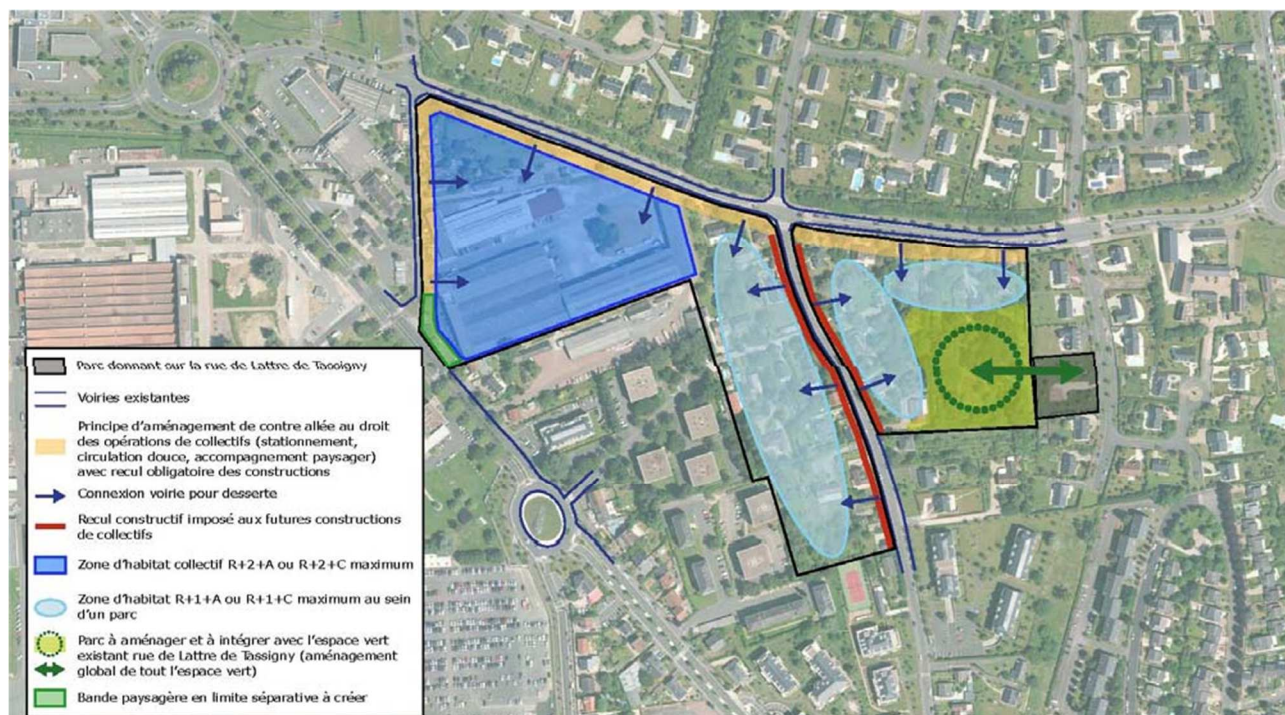 Parc donnant sur la rue de Lattre de Tassigny
Voiries existantes
Principe d'aménagement de contre allée au droit
des opérations de collectifs (stationnement,
circulation douce, accompagnement paysager)
avec recul obligatoire des constructions
Connexion voirie pour desserte
Recul constructif imposé aux futures constructions
de collectifs
Zone d'habitat collectif R+2+A ou R+2+C maximum
Zone d'habitat R+1+A ou R+1+C maximum au sein
d'un parc
Parc à aménager et à intégrer avec l'espace vert
existant rue de Lattre de Tassigny (aménagement
global de tout l'espace vert)
Bande paysagère en limite séparative à créer